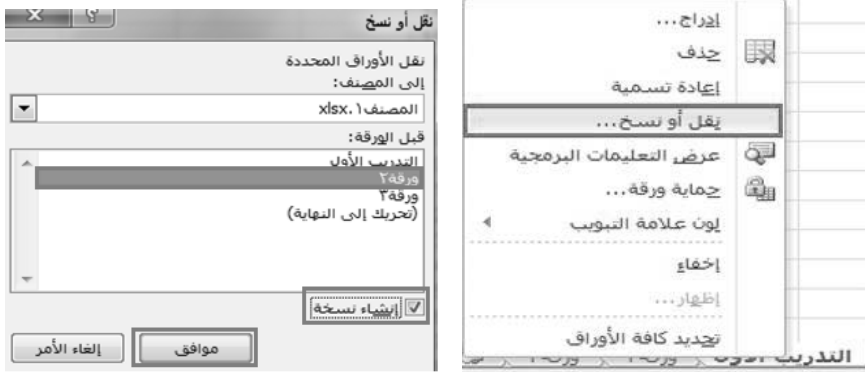 إدراج...
حذف
إعادة تسمية
نقل أو نسخ...
عرض التعليمات البرمجية
حماية ورقة...
لون علامة التبويب
إخفاء
إظهار...
تحديد كافة الأوراق
التدريب الأول
نقل أو نسخ
نقل الأوراق المحددة
إلى المصنف:
المصنف١.xlsx
قبل الورقة:
التدريب الأول
ورقة٢
ورقة٣
(تحريك إلى النهاية)
إنشاء نسخة
موافق
إلغاء الأمر